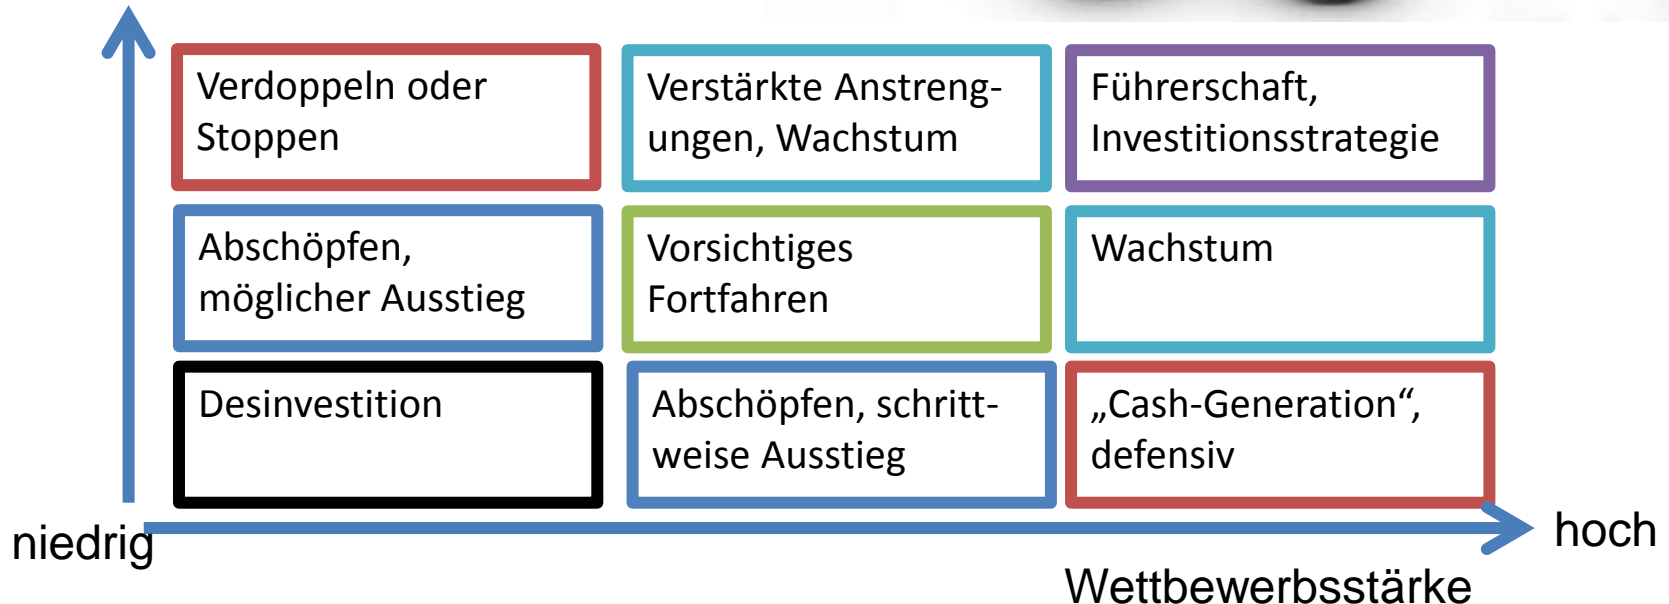 Verdoppeln oder
Stoppen
Verstärkte Anstreng-
ungen, Wachstum
Führerschaft,
Investitionsstrategie
Abschöpfen,
möglicher Ausstieg
Vorsichtiges
Fortfahren
Wachstum
Desinvestition
Abschöpfen, schritt-
weise Ausstieg
„Cash-Generation“,
defensiv
niedrig
hoch
Wettbewerbsstärke